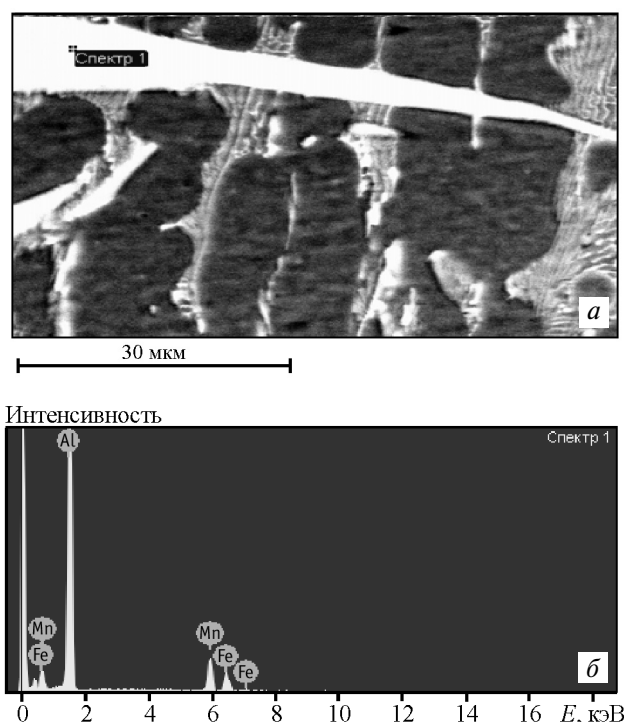 Спектр 1
а
30 мкм
Интенсивность
Al
Спектр 1
Mn
Fe
Mn
Fe
Fe
б
0 2 4 6 8 10 12 14 16 E, кэВ